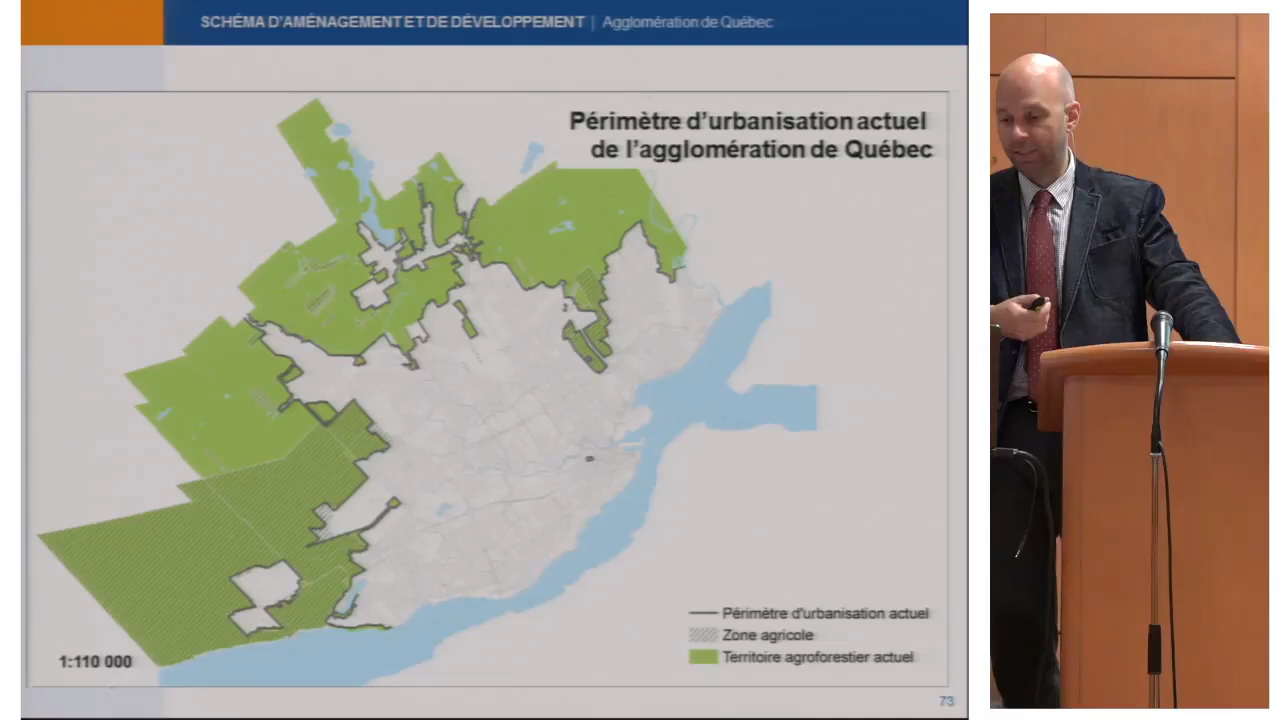 SCHÉMA D'AMÉNAGEMENT ET DE DÉVELOPPEMENT | Agglomération de Québec
Périmètre d'urbanisation actuel
de l'agglomération de Québec
Périmètre d'urbanisation actuel
Zone agricole
Territoire agroforestier actuel
1:110 000
73